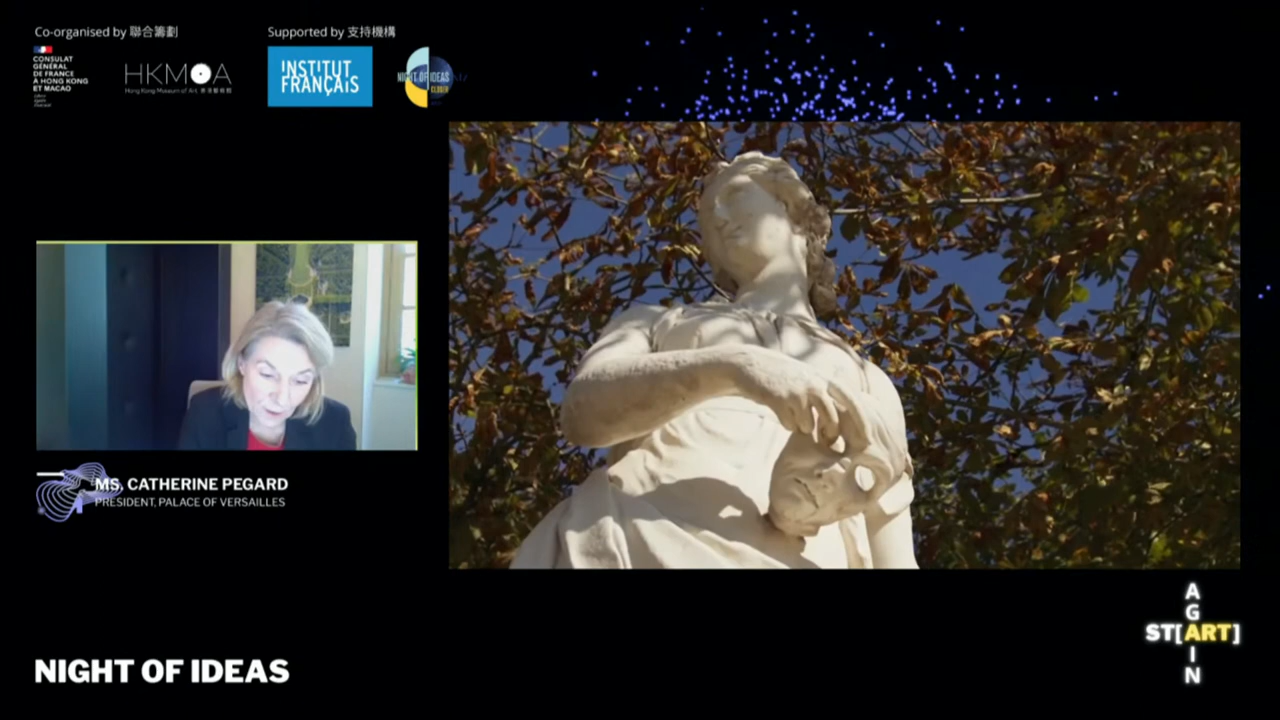 Co-organised by 聯合籌劃
Supported by 支持機構
CONSULAT
GÉNÉRAL
DE FRANCE
À HONG KONG
ET MACAO
HKMOA
Hong Kong Museum of Art 香港藝術館
INSTITUT
FRANÇAIS
NIGHT OF IDEAS
CLOSER
MS. CATHERINE PEGARD
PRESIDENT, PALACE OF VERSAILLES
NIGHT OF IDEAS
A
G
ST[ART]
I
N